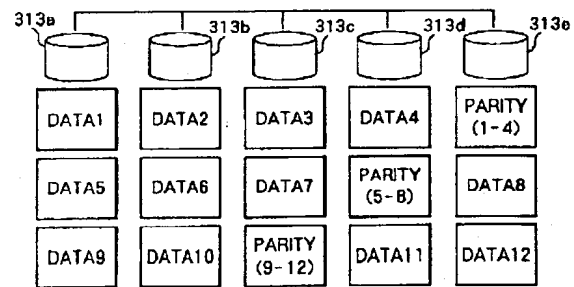 313a 313b 313c 313d 313e
DATA1 DATA2 DATA3 DATA4 PARITY (1-4)
DATA5 DATA6 DATA7 PARITY (5-8) DATA8
DATA9 DATA10 PARITY (9-12) DATA11 DATA12